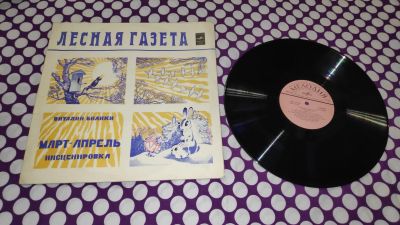 ЛЕСНАЯ ГАЗЕТА
ВИТАЛИЙ БИАНКИ
МАРТ-АПРЕЛЬ
ИНСЦЕНИРОВКА
МЕЛОДИЯ